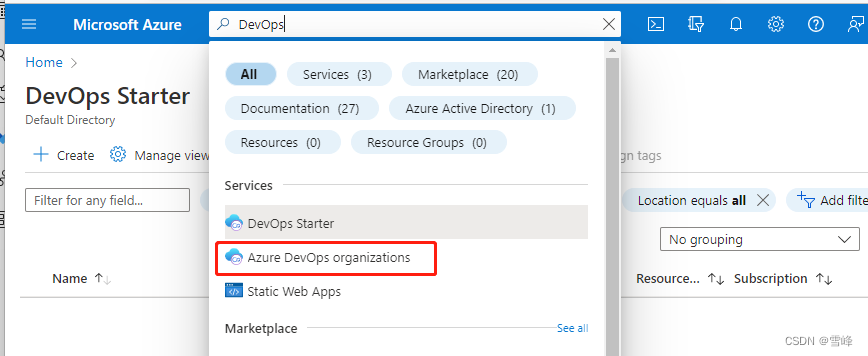 Microsoft Azure
DevOps
Home
DevOps Starter
Default Directory
Create
Manage view
gn tags
Filter for any field...
Location equals all
Add filte
No grouping
Name
Resource...
Subscription
All
Services (3)
Marketplace (20)
Documentation (27)
Azure Active Directory (1)
Resources (0)
Resource Groups (0)
Services
DevOps Starter
Azure DevOps organizations
Static Web Apps
Marketplace
See all
CSDN @雪峰